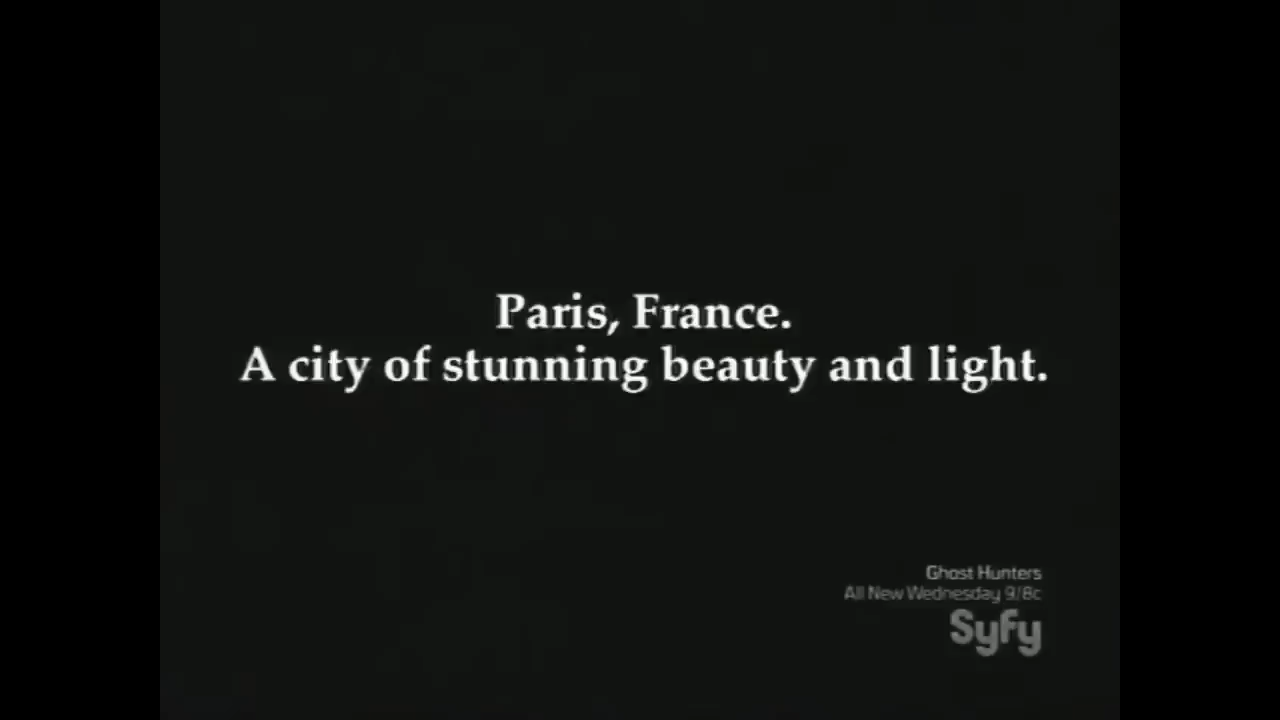 Paris, France.
A city of stunning beauty and light.
Ghost Hunters
All New Wednesday 9/8c
Syfy